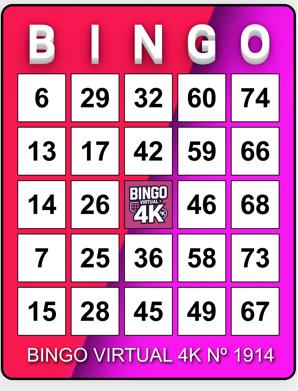 B I N G O
6 29 32 60 74
13 17 42 59 66
14 26 BINGO VIRTUAL 4K 46 68
7 25 36 58 73
15 28 45 49 67
BINGO VIRTUAL 4K Nº 1914